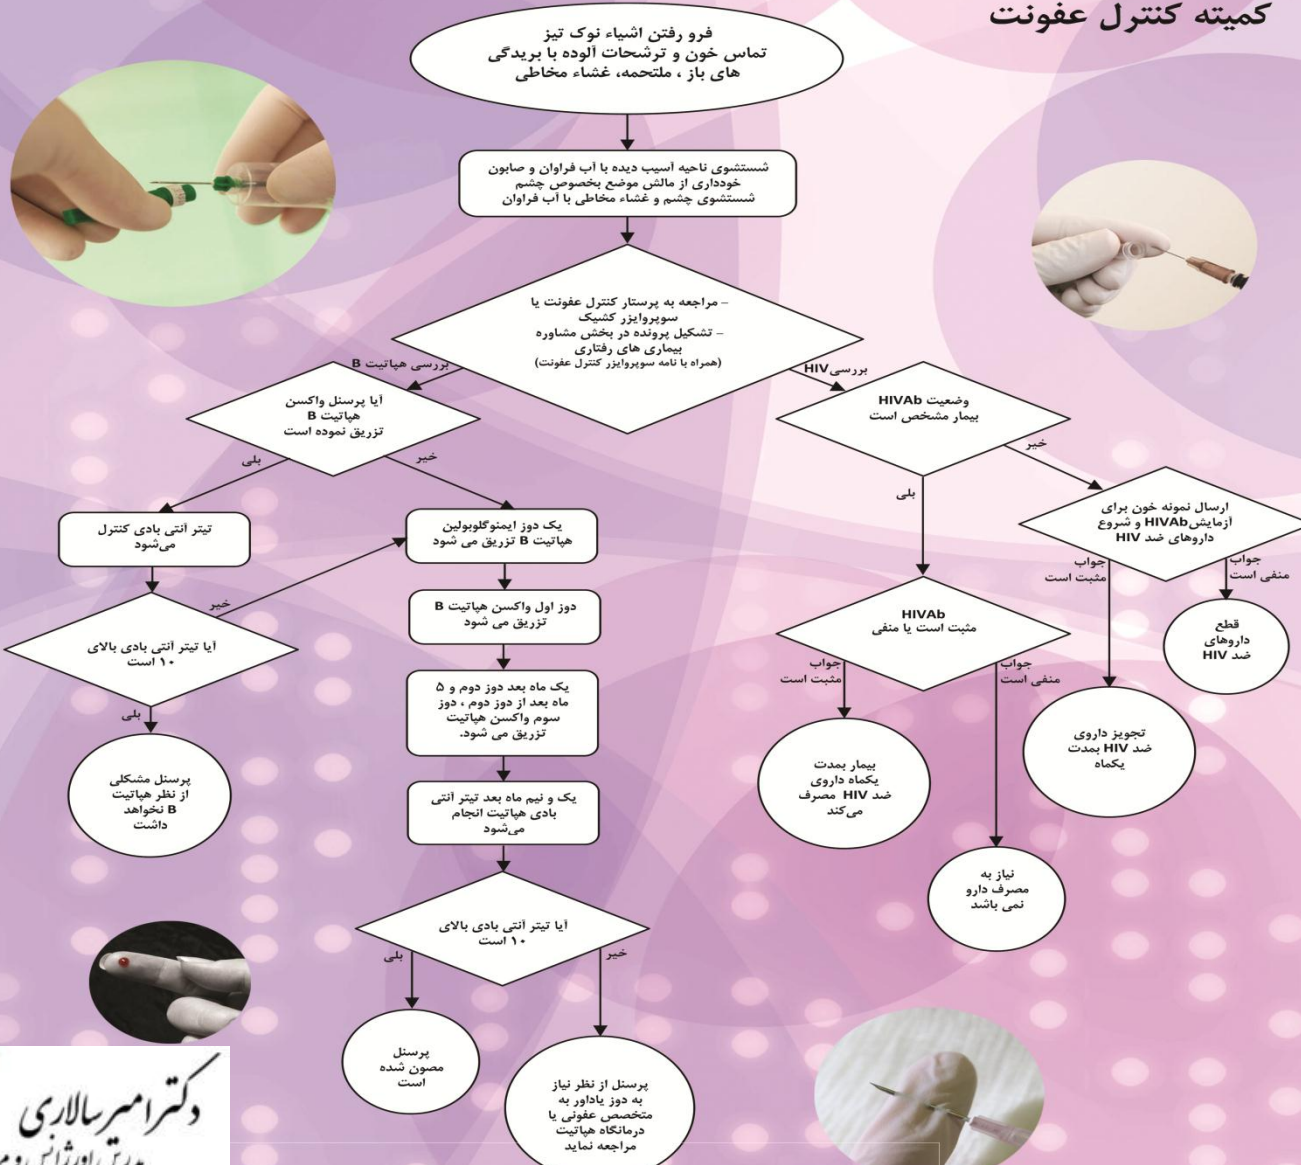 کمیته کنترل عفونت
فرو رفتن اشیاء نوک تیز
تماس خون و ترشحات آلوده با بریدگی
های باز ، ملتحمه، غشاء مخاطی
شستشوی ناحیه آسیب دیده با آب فراوان و صابون
خودداری از مالش موضع بخصوص چشم
شستشوی چشم و غشاء مخاطی با آب فراوان
– مراجعه به پرستار کنترل عفونت یا
سوپروایزر کشیک
– تشکیل پرونده در بخش مشاوره
بیماری های رفتاری
(همراه با نامه سوپروایزر کنترل عفونت)
بررسی HIV
بررسی هپاتیت B
وضعیت HIVAb
بیمار مشخص است
خیر
بلی
ارسال نمونه خون برای
آزمایش HIVAb و شروع
داروهای ضد HIV
جواب
منفی است
جواب
مثبت است
قطع
داروهای
ضد HIV
تجویز داروی
ضد HIV بمدت
یکماه
HIVAb
مثبت است یا منفی
جواب
منفی است
جواب
مثبت است
نیاز به
مصرف دارو
نمی باشد
بیمار بمدت
یکماه داروی
ضد HIV مصرف
می‌کند
آیا پرسنل واکسن
هپاتیت B
تزریق نموده است
خیر
بلی
یک دوز ایمنوگلوبولین
هپاتیت B تزریق می شود
دوز اول واکسن هپاتیت B
تزریق می شود
یک ماه بعد دوز دوم و ۵
ماه بعد از دوز دوم ، دوز
سوم واکسن هپاتیت
تزریق می شود.
یک و نیم ماه بعد تیتر آنتی
بادی هپاتیت انجام
می‌شود
آیا تیتر آنتی بادی بالای
۱۰ است
خیر
بلی
پرسنل از نظر نیاز
به دوز یاداور به
متخصص عفونی یا
درمانگاه هپاتیت
مراجعه نماید
پرسنل
مصون شده
است
تیتر آنتی بادی کنترل
می‌شود
آیا تیتر آنتی بادی بالای
۱۰ است
خیر
بلی
پرسنل مشکلی
از نظر هپاتیت
B نخواهد
داشت
دکتر امیر سالاری